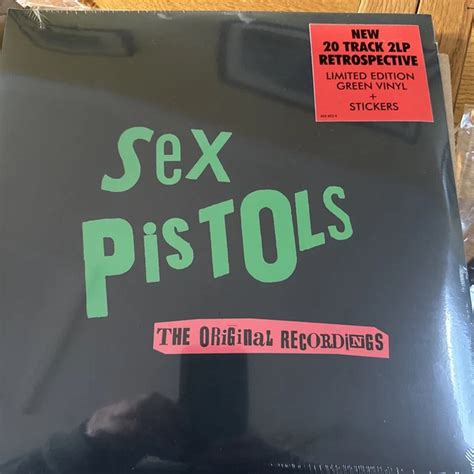 NEW
20 TRACK 2LP
RETROSPECTIVE
LIMITED EDITION
GREEN VINYL
+
STICKERS
Sex
PiSTOLS
THE ORiGiNaL RECORDiNGS